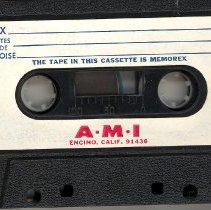 X
TES
DE
OISE
THE TAPE IN THIS CASSETTE IS MEMOREX
A·M·I
ENCINO, CALIF. 91436